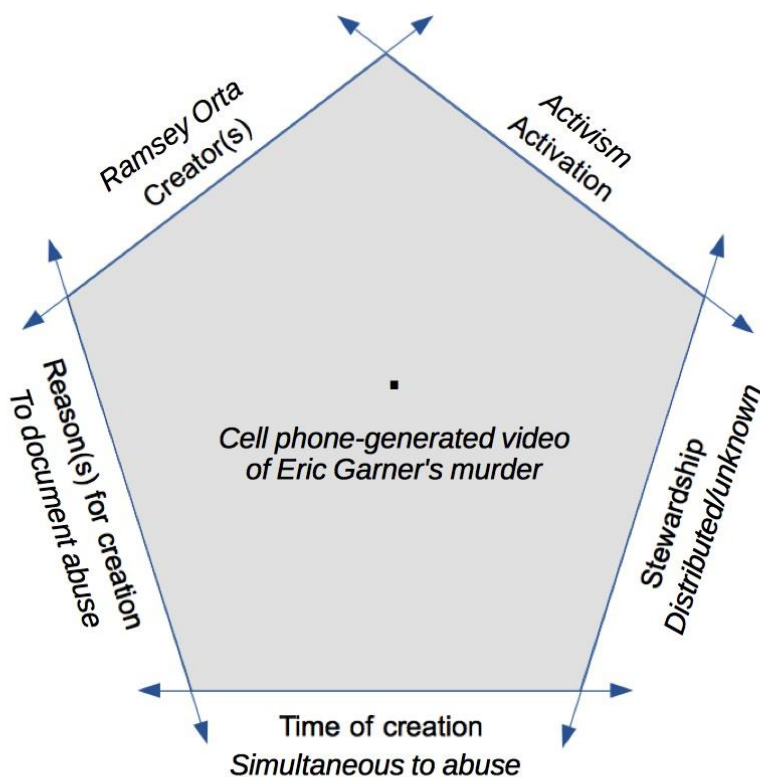 Ramsey Orta
Creator(s)
Activism
Activation
Reason(s) for creation
To document abuse
Cell phone-generated video
of Eric Garner's murder
Stewardship
Distributed/unknown
Time of creation
Simultaneous to abuse